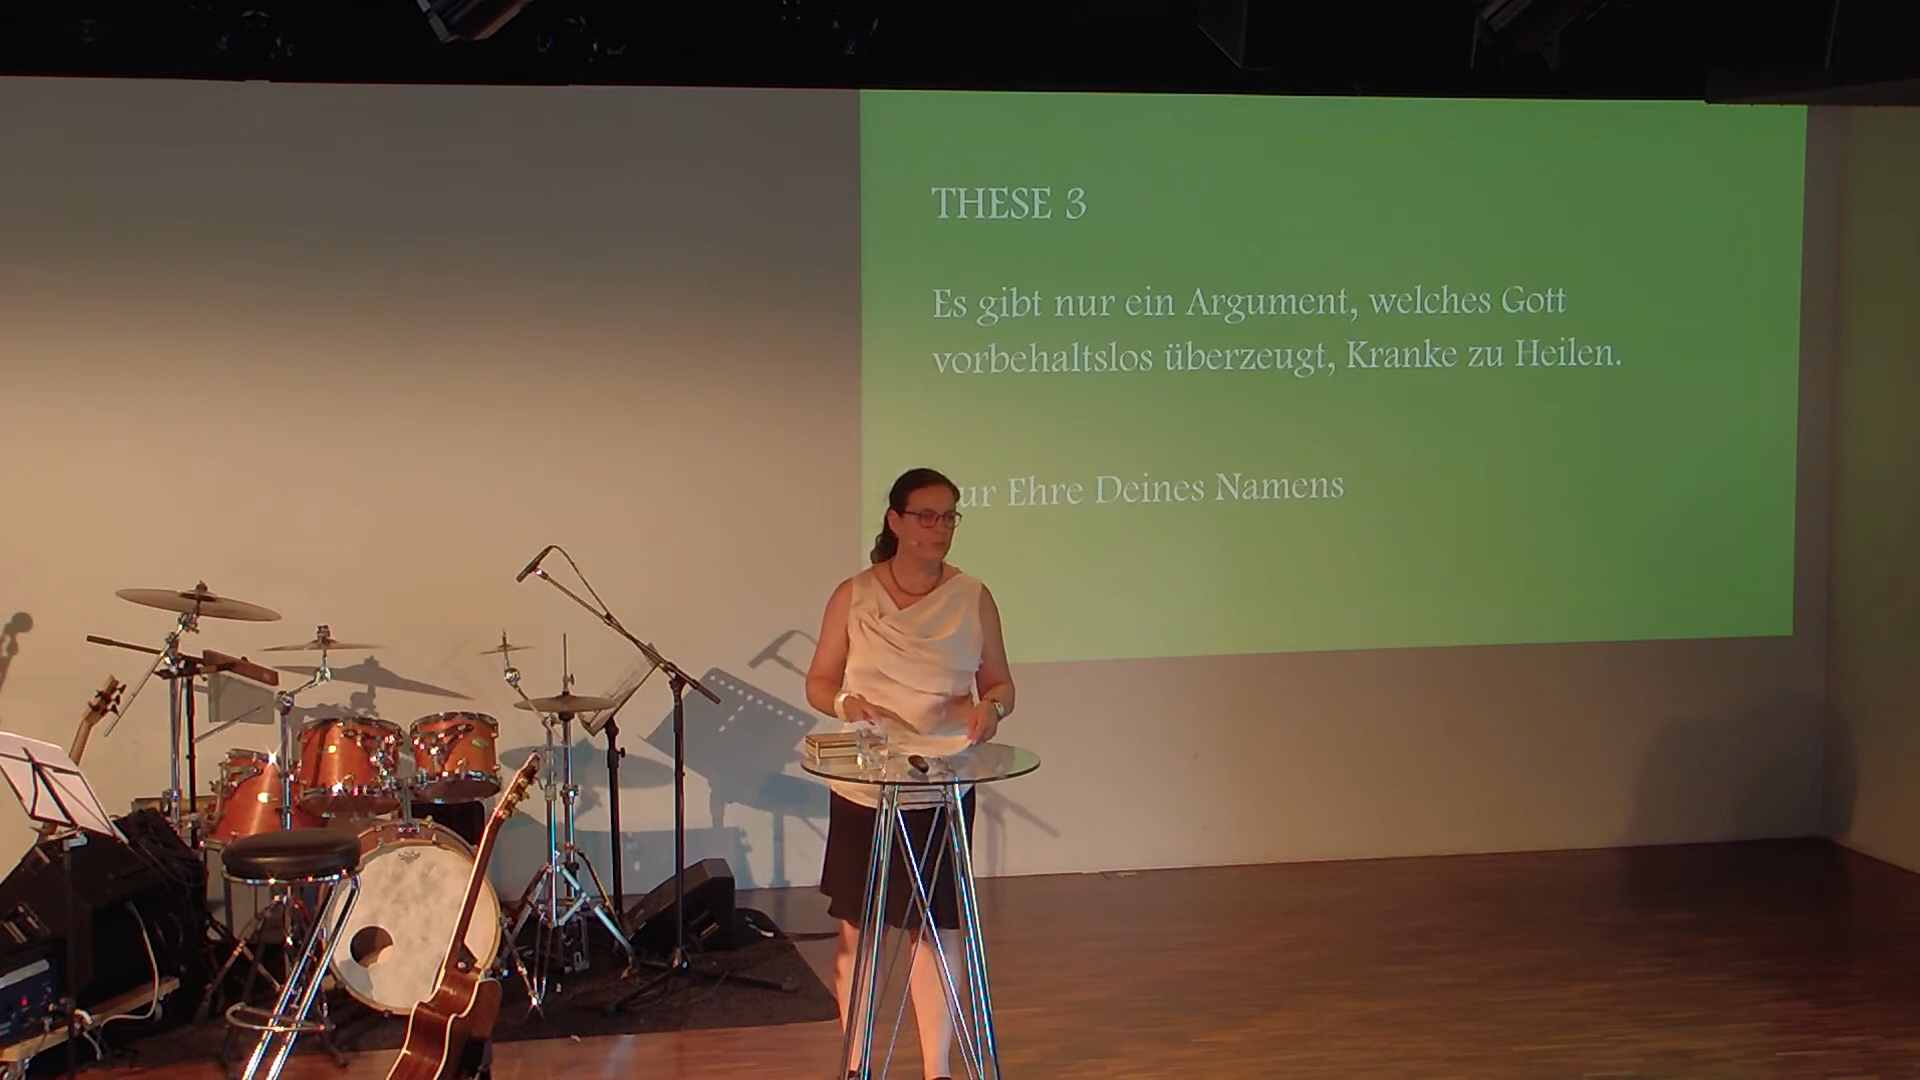 THESE 3
Es gibt nur ein Argument, welches Gott
vorbehaltslos überzeugt, Kranke zu Heilen.
ur Ehre Deines Namens